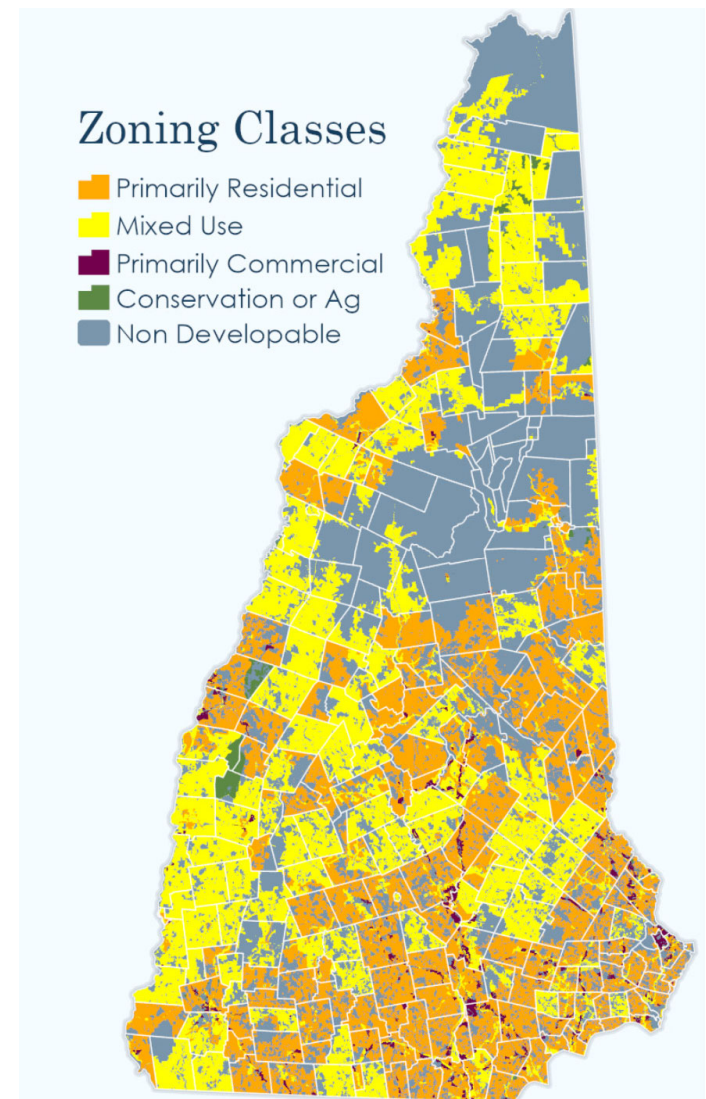 Zoning Classes
Primarily Residential
Mixed Use
Primarily Commercial
Conservation or Ag
Non Developable